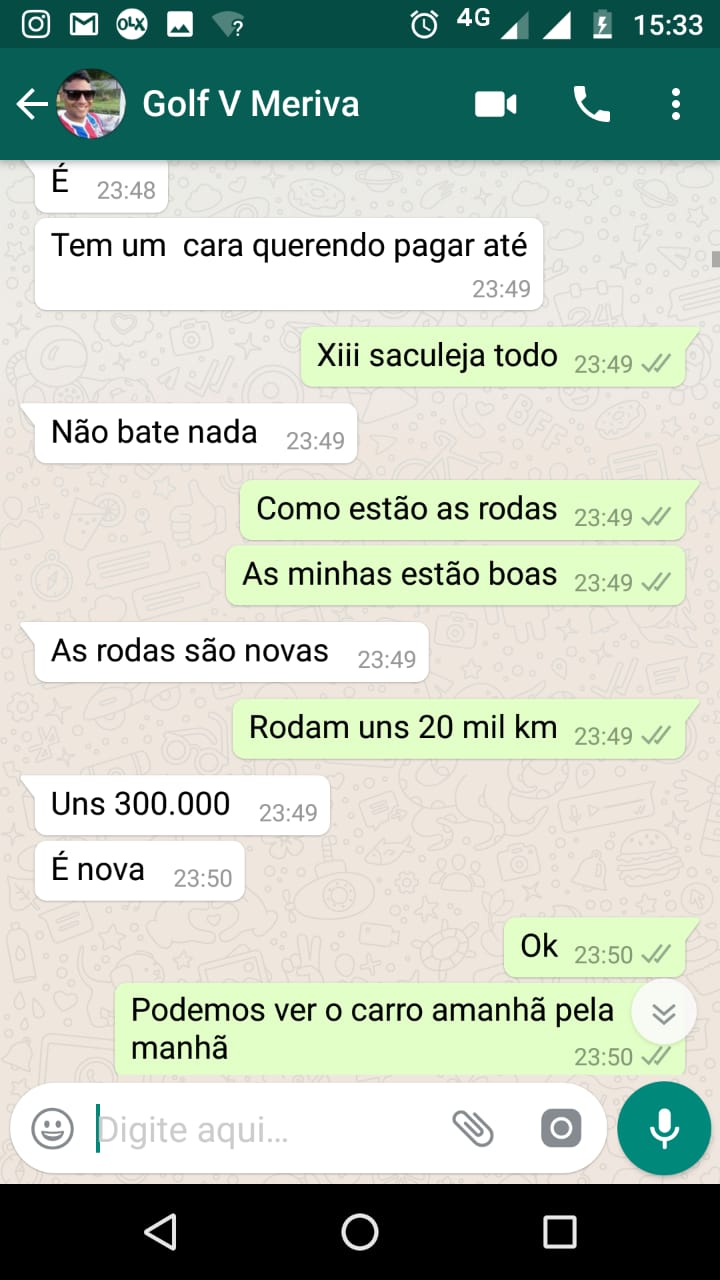 OLX
?
4G
15:33
Golf V Meriva
É 23:48
Tem um cara querendo pagar até
23:49
Xiii saculeja todo 23:49
Não bate nada 23:49
Como estão as rodas 23:49
As minhas estão boas 23:49
As rodas são novas 23:49
Rodam uns 20 mil km 23:49
Uns 300.000 23:49
É nova 23:50
Ok 23:50
Podemos ver o carro amanhã pela
manhã 23:50
Digite aqui...